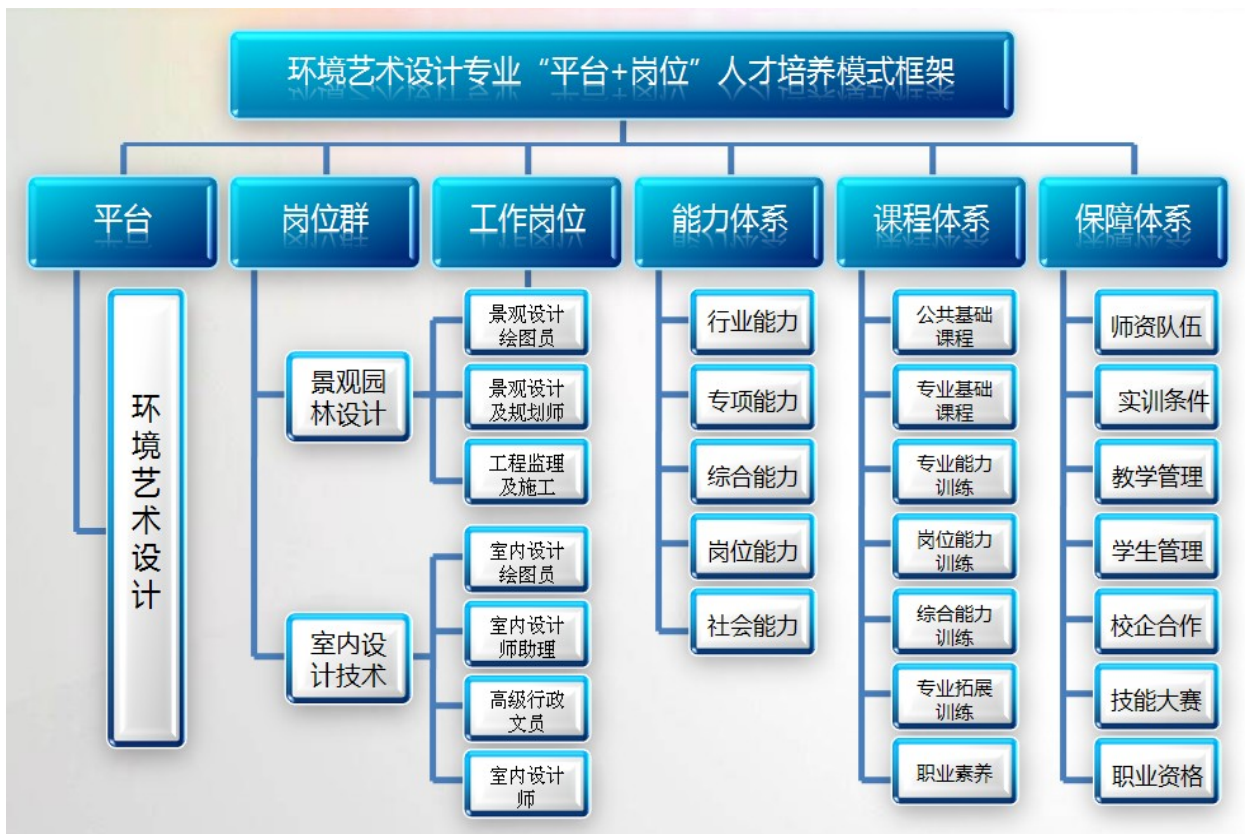 环境艺术设计专业“平台+岗位”人才培养模式框架
平台
岗位群
工作岗位
能力体系
课程体系
保障体系
环境艺术设计
景观园
林设计
室内设
计技术
景观设计
绘图员
景观设计
及规划师
工程监理
及施工
室内设计
绘图员
室内设计
师助理
高级行政
文员
室内设计
师
行业能力
专项能力
综合能力
岗位能力
社会能力
公共基础
课程
专业基础
课程
专业能力
训练
岗位能力
训练
综合能力
训练
专业拓展
训练
职业素养
师资队伍
实训条件
教学管理
学生管理
校企合作
技能大赛
职业资格